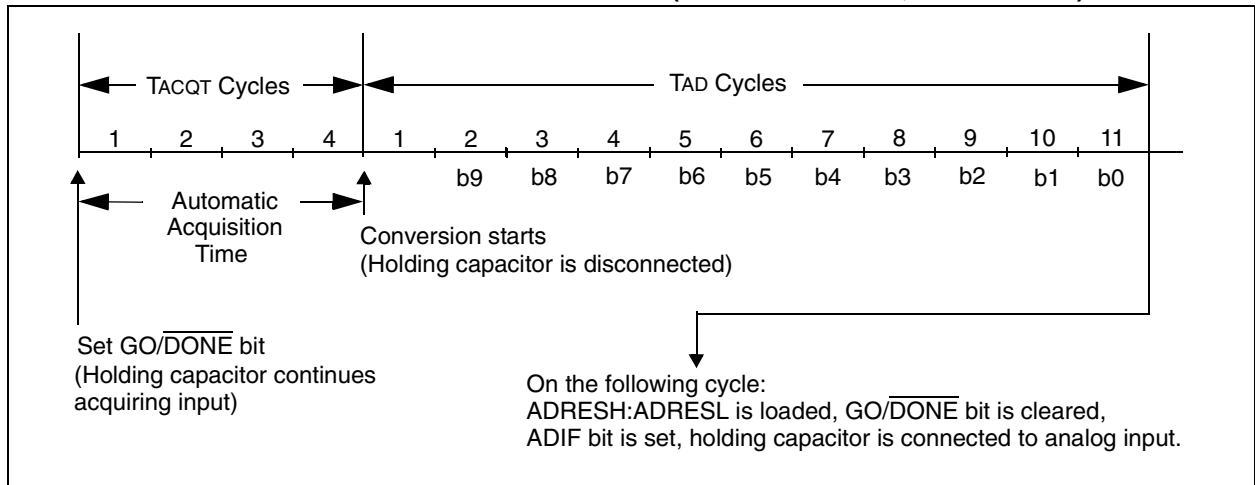 TACQT Cycles
TAD Cycles
1 2 3 4 1 2 3 4 5 6 7 8 9 10 11
b9 b8 b7 b6 b5 b4 b3 b2 b1 b0
Automatic
Acquisition
Time
Conversion starts
(Holding capacitor is disconnected)
Set GO/DONE bit
(Holding capacitor continues
acquiring input)
On the following cycle:
ADRESH:ADRESL is loaded, GO/DONE bit is cleared,
ADIF bit is set, holding capacitor is connected to analog input.